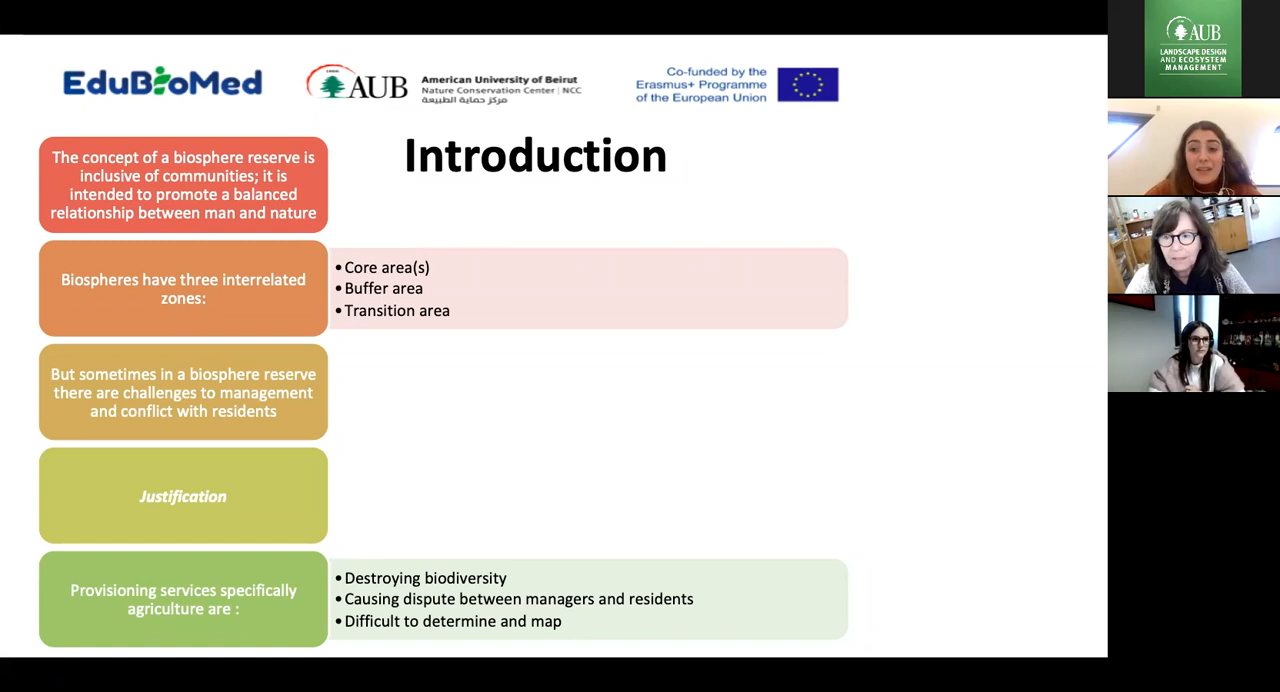 EduBioMed
AUB
American University of Beirut
Nature Conservation Center | NCC
مركز حماية الطبيعة
Co-funded by the
Erasmus+ Programme
of the European Union
AUB
LANDSCAPE DESIGN
AND ECOSYSTEM
MANAGEMENT
Introduction
The concept of a biosphere reserve is
inclusive of communities; it is
intended to promote a balanced
relationship between man and nature
Biospheres have three interrelated
zones:
• Core area(s)
• Buffer area
• Transition area
But sometimes in a biosphere reserve
there are challenges to management
and conflict with residents
Justification
Provisioning services specifically
agriculture are :
• Destroying biodiversity
• Causing dispute between managers and residents
• Difficult to determine and map